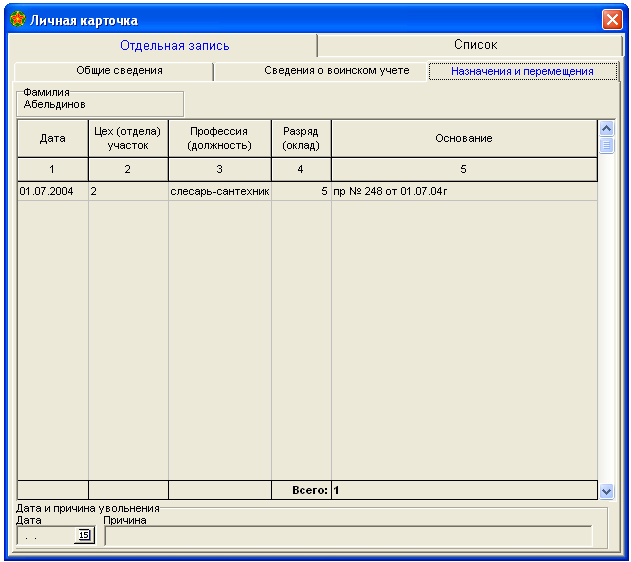 Личная карточка
Отдельная запись Список
Общие сведения Сведения о воинском учете Назначения и перемещения
Фамилия
Абельдинов
Дата Цех (отдела) участок Профессия (должность) Разряд (оклад) Основание
1 2 3 4 5
01.07.2004 2 слесарь-сантехник 5 пр № 248 от 01.07.04г
Всего: 1
Дата и причина увольнения
Дата Причина
. . 15